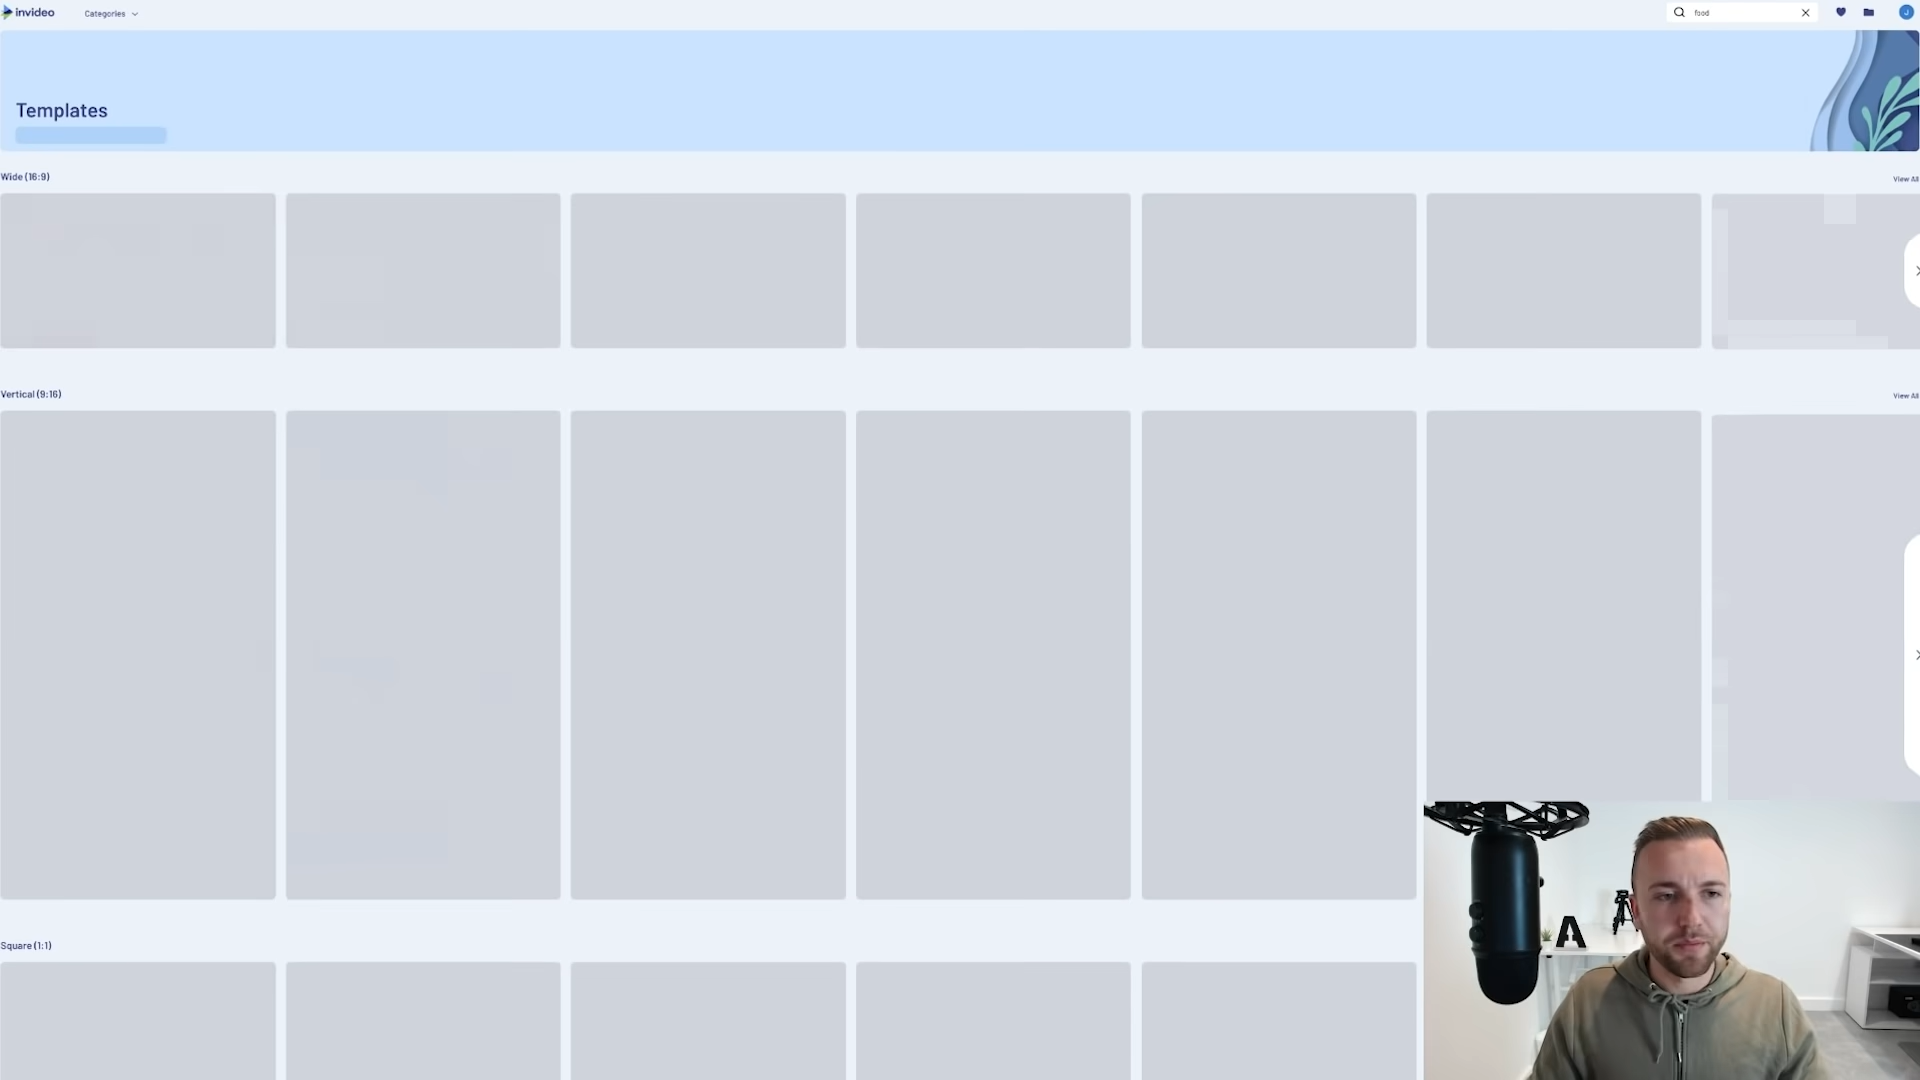 invideo
Categories
food
J
Templates
Wide (16:9)
View All
Vertical (9:16)
View All
Square (1:1)
A